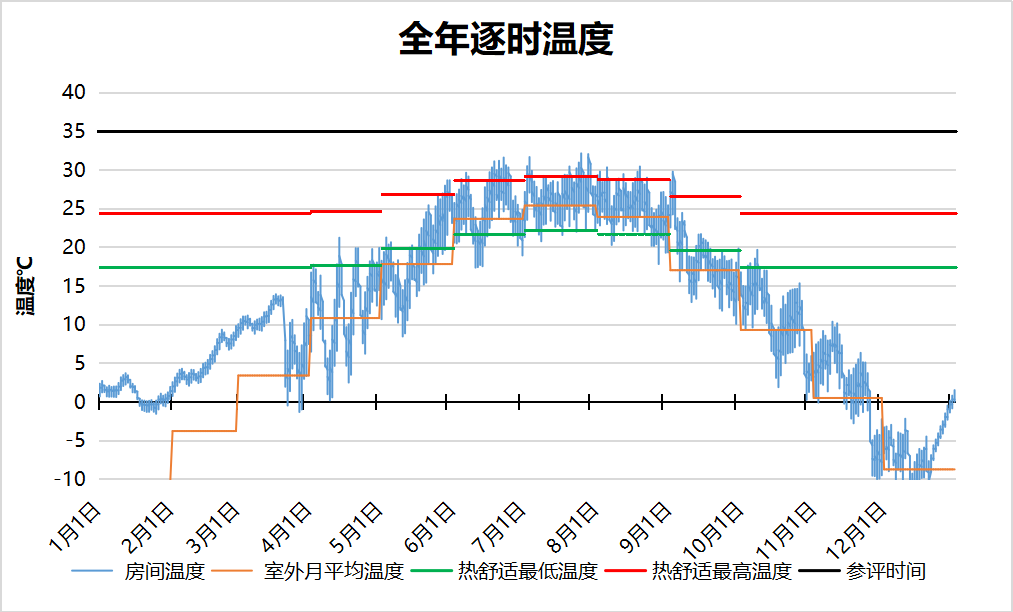 全年逐时温度
40
35
30
25
20
15
10
5
0
-5
-10
温度℃
1月1日
2月1日
3月1日
4月1日
5月1日
6月1日
7月1日
8月1日
9月1日
10月1日
11月1日
12月1日
房间温度 室外月平均温度 热舒适最低温度 热舒适最高温度 参评时间